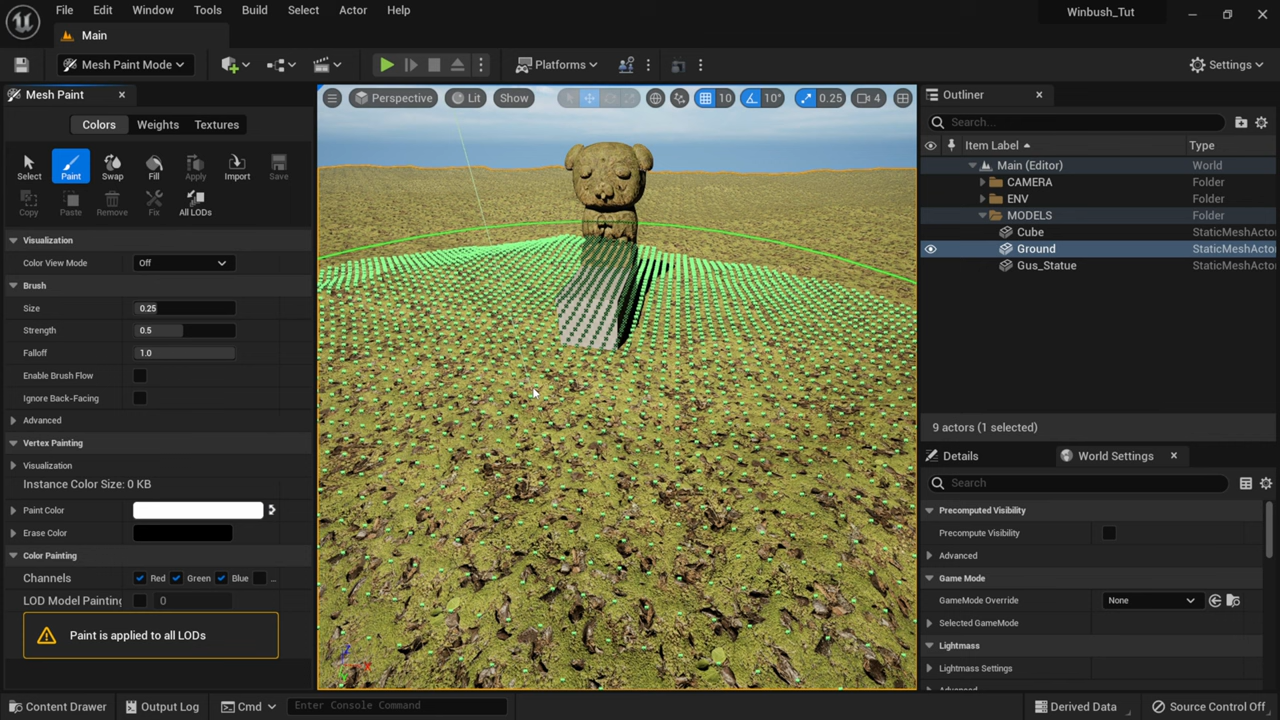 File Edit Window Tools Build Select Actor Help
Winbush_Tut
Main
Mesh Paint Mode
Platforms
Settings
Mesh Paint
Colors Weights Textures
Select Paint Swap Fill Apply Import Save
Copy Paste Remove Fix All LODs
Visualization
Color View Mode Off
Brush
Size 0.25
Strength 0.5
Falloff 1.0
Enable Brush Flow
Ignore Back-Facing
Advanced
Vertex Painting
Visualization
Instance Color Size: 0 KB
Paint Color
Erase Color
Color Painting
Channels Red Green Blue ...
LOD Model Painting 0
Paint is applied to all LODs
Perspective Lit Show 10 10° 0.25 4
Outliner
Search...
Item Label Type
Main (Editor) World
CAMERA Folder
ENV Folder
MODELS Folder
Cube StaticMeshActor
Ground StaticMeshActor
Gus_Statue StaticMeshActor
9 actors (1 selected)
Details World Settings
Search
Precomputed Visibility
Precompute Visibility
Advanced
Game Mode
GameMode Override None
Selected GameMode
Lightmass
Lightmass Settings
Advanced
Content Drawer Output Log Cmd Enter Console Command
Derived Data Source Control Off